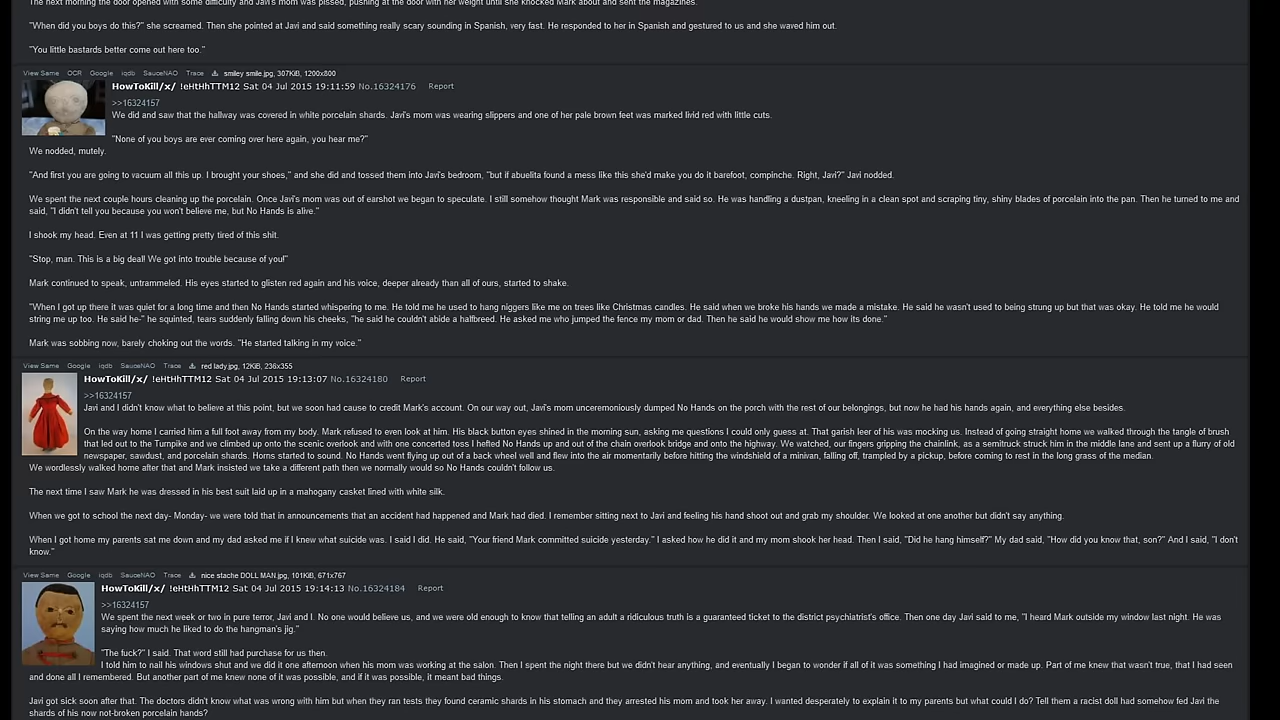 The next morning the door opened with some difficulty and Javi's mom was pissed, pushing at the door with her weight until she knocked Mark about and sent the magazines.
"When did you boys do this?" she screamed. Then she pointed at Javi and said something really scary sounding in Spanish, very fast. He responded to her in Spanish and gestured to us and she waved him out.
"You little bastards better come out here too."
View Same OCR Google iqdb SauceNAO Trace smiley smile.jpg, 307KiB, 1200x800
HowToKill/x/ !eHtHhTTM12 Sat 04 Jul 2015 19:11:59 No.16324176 Report
>>16324157
We did and saw that the hallway was covered in white porcelain shards. Javi's mom was wearing slippers and one of her pale brown feet was marked livid red with little cuts.
"None of you boys are ever coming over here again, you hear me?"
We nodded, mutely.
"And first you are going to vacuum all this up. I brought your shoes," and she did and tossed them into Javi's bedroom, "but if abuelita found a mess like this she'd make you do it barefoot, compinche. Right, Javi?" Javi nodded.
We spent the next couple hours cleaning up the porcelain. Once Javi's mom was out of earshot we began to speculate. I still somehow thought Mark was responsible and said so. He was handling a dustpan, kneeling in a clean spot and scraping tiny, shiny blades of porcelain into the pan. Then he turned to me and
said, "I didn't tell you because you won't believe me, but No Hands is alive."
I shook my head. Even at 11 I was getting pretty tired of this shit.
"Stop, man. This is a big deal! We got into trouble because of you!"
Mark continued to speak, untrammeled. His eyes started to glisten red again and his voice, deeper already than all of ours, started to shake.
"When I got up there it was quiet for a long time and then No Hands started whispering to me. He told me he used to hang niggers like me on trees like Christmas candles. He said when we broke his hands we made a mistake. He said he wasn't used to being strung up but that was okay. He told me he would
string me up too. He said he-" he squinted, tears suddenly falling down his cheeks, "he said he couldn't abide a halfbreed. He asked me who jumped the fence my mom or dad. Then he said he would show me how its done."
Mark was sobbing now, barely choking out the words. "He started talking in my voice."
View Same Google iqdb SauceNAO Trace red lady.jpg, 12KiB, 236x355
HowToKill/x/ !eHtHhTTM12 Sat 04 Jul 2015 19:13:07 No.16324180 Report
>>16324157
Javi and I didn't know what to believe at this point, but we soon had cause to credit Mark's account. On our way out, Javi's mom unceremoniously dumped No Hands on the porch with the rest of our belongings, but now he had his hands again, and everything else besides.
On the way home I carried him a full foot away from my body. Mark refused to even look at him. His black button eyes shined in the morning sun, asking me questions I could only guess at. That garish leer of his was mocking us. Instead of going straight home we walked through the tangle of brush
that led out to the Turnpike and we climbed up onto the scenic overlook and with one concerted toss I hefted No Hands up and out of the chain overlook bridge and onto the highway. We watched, our fingers gripping the chainlink, as a semitruck struck him in the middle lane and sent up a flurry of old
newspaper, sawdust, and porcelain shards. Horns started to sound. No Hands went flying up out of a back wheel well and flew into the air momentarily before hitting the windshield of a minivan, falling off, trampled by a pickup, before coming to rest in the long grass of the median.
We wordlessly walked home after that and Mark insisted we take a different path then we normally would so No Hands couldn't follow us.
The next time I saw Mark he was dressed in his best suit laid up in a mahogany casket lined with white silk.
When we got to school the next day- Monday- we were told that in announcements that an accident had happened and Mark had died. I remember sitting next to Javi and feeling his hand shoot out and grab my shoulder. We looked at one another but didn't say anything.
When I got home my parents sat me down and my dad asked me if I knew what suicide was. I said I did. He said, "Your friend Mark committed suicide yesterday." I asked how he did it and my mom shook her head. Then I said, "Did he hang himself?" My dad said, "How did you know that, son?" And I said, "I don't
know."
View Same Google iqdb SauceNAO Trace nice stache DOLL MAN.jpg, 101KiB, 671x767
HowToKill/x/ !eHtHhTTM12 Sat 04 Jul 2015 19:14:13 No.16324184 Report
>>16324157
We spent the next week or two in pure terror, Javi and I. No one would believe us, and we were old enough to know that telling an adult a ridiculous truth is a guaranteed ticket to the district psychiatrist's office. Then one day Javi said to me, "I heard Mark outside my window last night. He was
saying how much he liked to do the hangman's jig."
"The fuck?" I said. That word still had purchase for us then.
I told him to nail his windows shut and we did it one afternoon when his mom was working at the salon. Then I spent the night there but we didn't hear anything, and eventually I began to wonder if all of it was something I had imagined or made up. Part of me knew that wasn't true, that I had seen
and done all I remembered. But another part of me knew none of it was possible, and if it was possible, it meant bad things.
Javi got sick soon after that. The doctors didn't know what was wrong with him but when they ran tests they found ceramic shards in his stomach and they arrested his mom and took her away. I wanted desperately to explain it to my parents but what could I do? Tell them a racist doll had somehow fed Javi the
shards of his now not-broken porcelain hands?